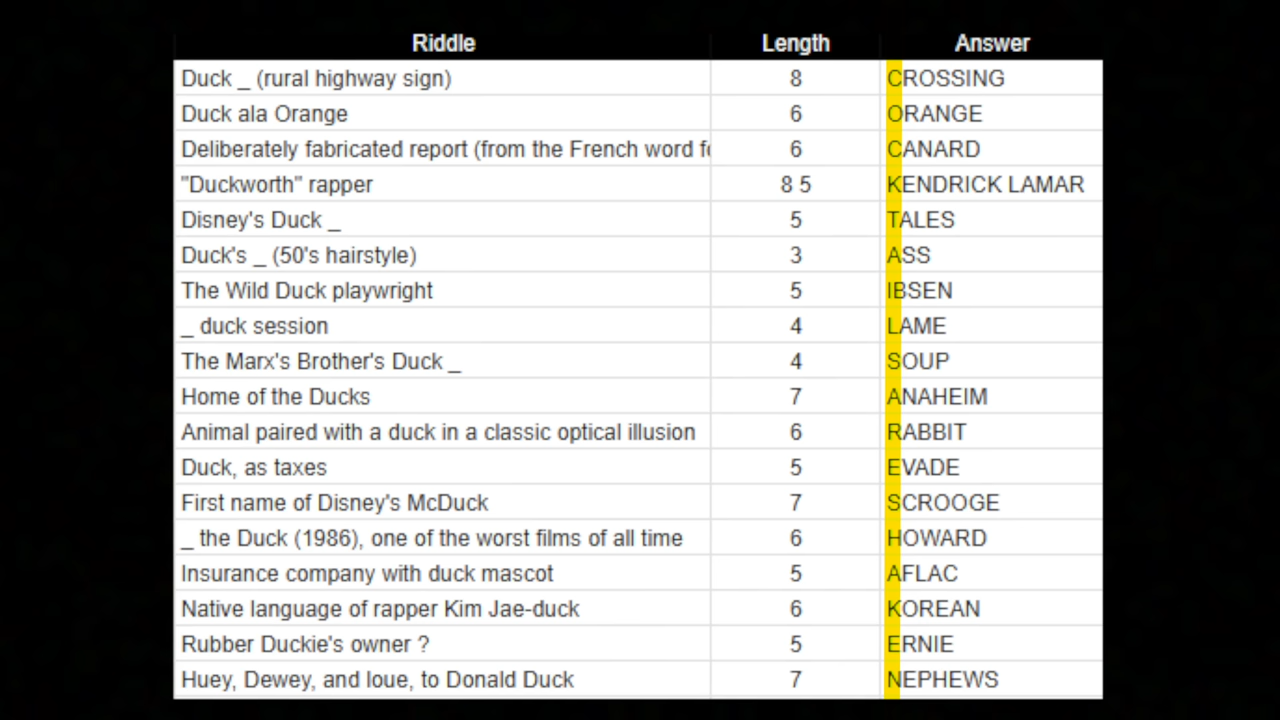 Riddle Length Answer
Duck _ (rural highway sign) 8 CROSSING
Duck ala Orange 6 ORANGE
Deliberately fabricated report (from the French word 6 CANARD
"Duckworth" rapper 8 5 KENDRICK LAMAR
Disney's Duck _ 5 TALES
Duck's _ (50's hairstyle) 3 ASS
The Wild Duck playwright 5 IBSEN
_ duck session 4 LAME
The Marx's Brother's Duck _ 4 SOUP
Home of the Ducks 7 ANAHEIM
Animal paired with a duck in a classic optical illusion 6 RABBIT
Duck, as taxes 5 EVADE
First name of Disney's McDuck 7 SCROOGE
_ the Duck (1986), one of the worst films of all time 6 HOWARD
Insurance company with duck mascot 5 AFLAC
Native language of rapper Kim Jae-duck 6 KOREAN
Rubber Duckie's owner ? 5 ERNIE
Huey, Dewey, and loue, to Donald Duck 7 NEPHEWS